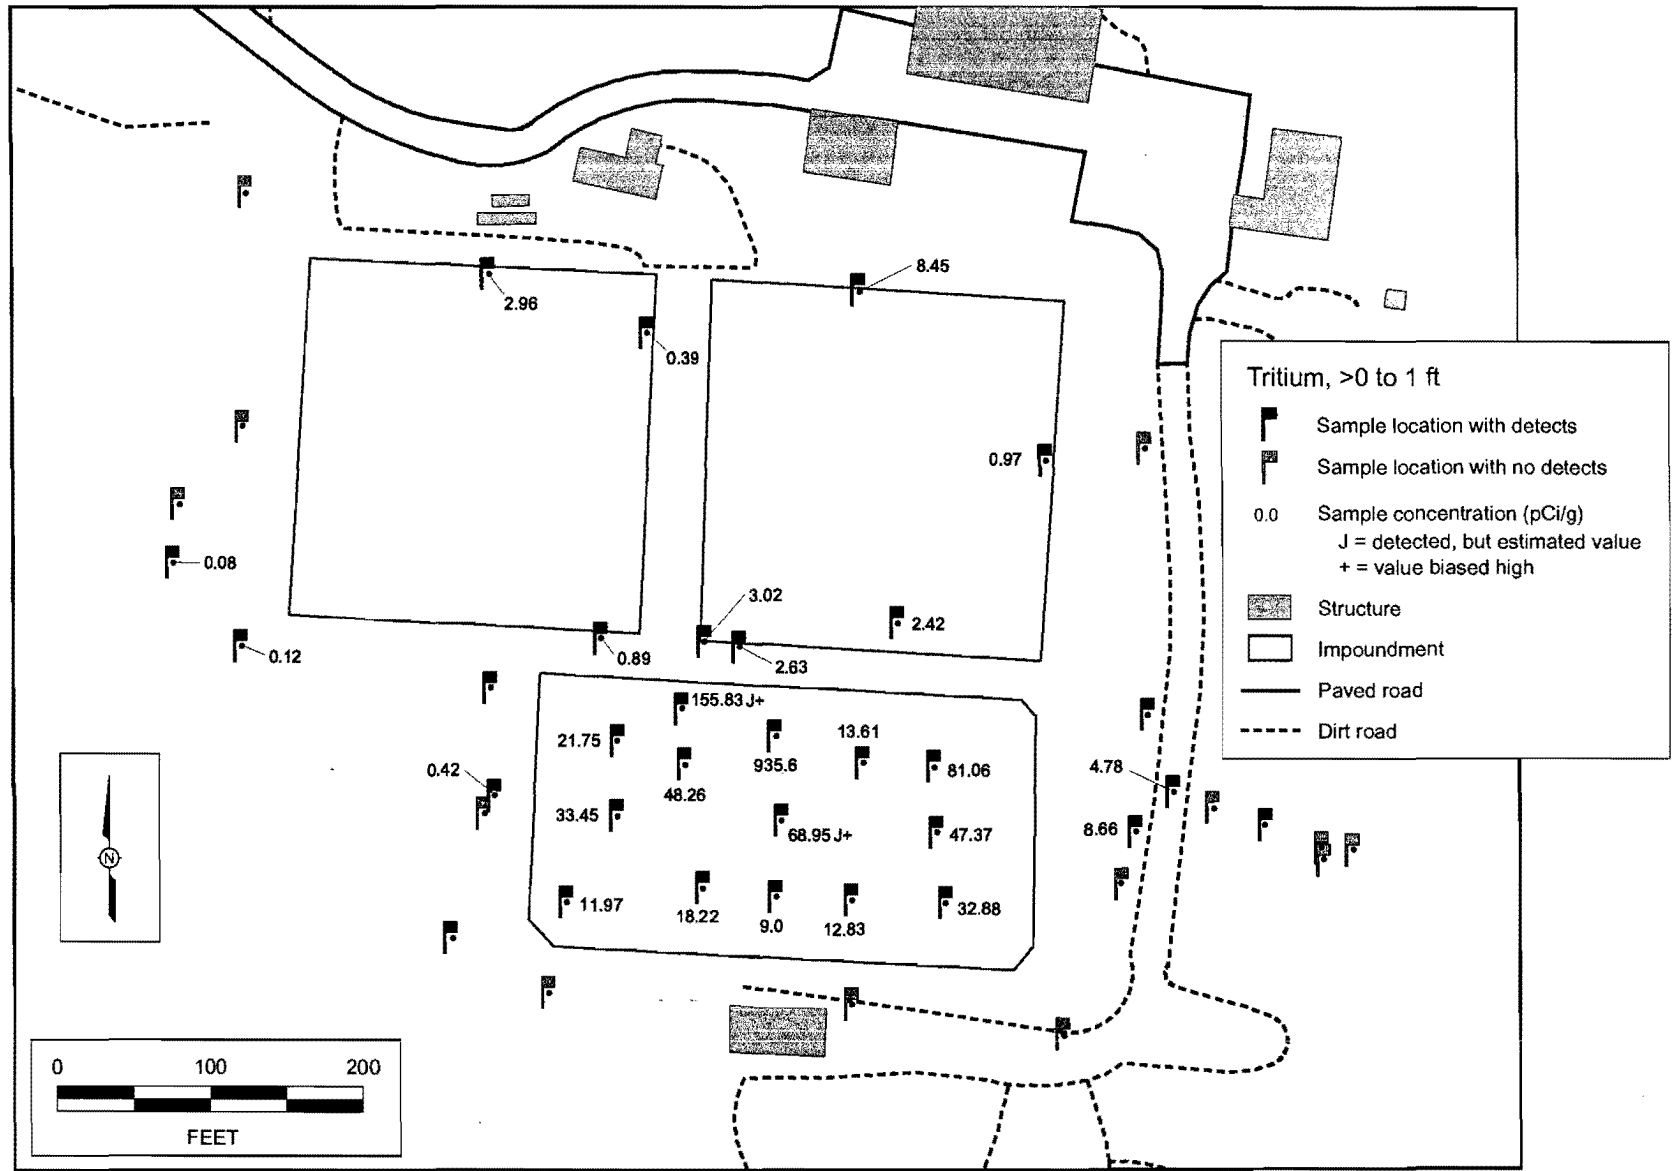 8.45
2.96
0.39
Tritium, >0 to 1 ft
Sample location with detects
Sample location with no detects
0.0 Sample concentration (pCi/g)
J = detected, but estimated value
+ = value biased high
Structure
Impoundment
Paved road
Dirt road
0.97
0.08
3.02
2.42
0.12
0.89
2.63
155.83 J+
21.75
13.61
935.6
81.06
0.42
48.26
4.78
33.45
68.95 J+
47.37
8.66
11.97
18.22
9.0
12.83
32.88
N
0 100 200
FEET